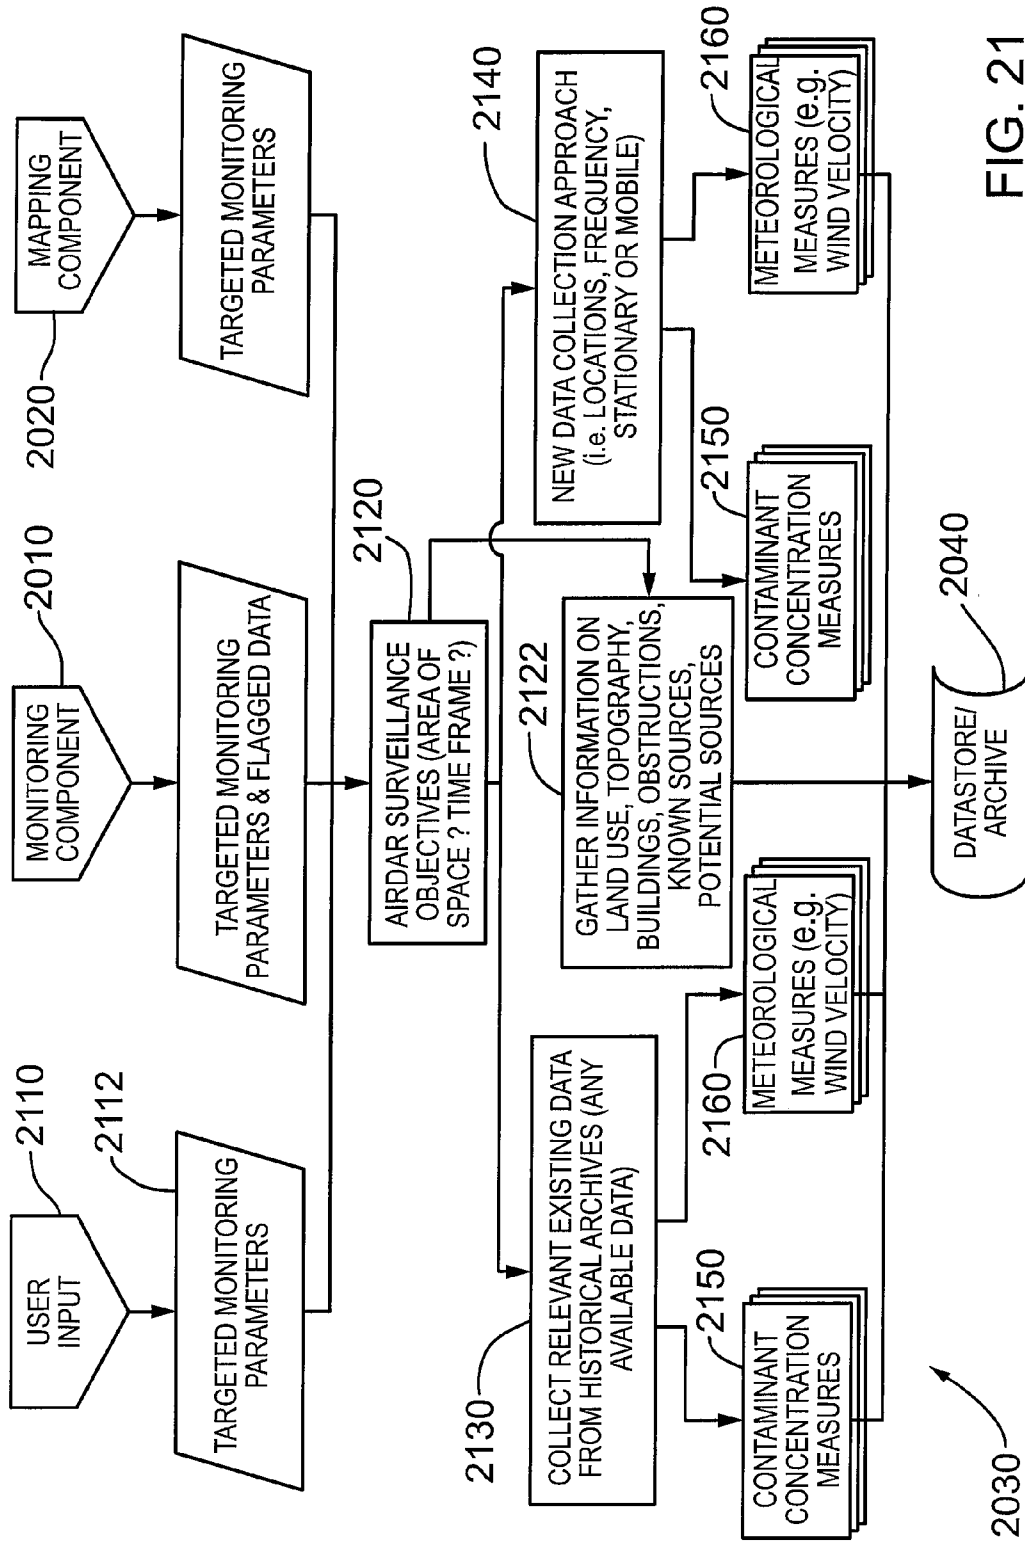 USER
INPUT
2110
MONITORING
COMPONENT
2010
MAPPING
COMPONENT
2020
TARGETED MONITORING
PARAMETERS
2112
TARGETED MONITORING
PARAMETERS & FLAGGED DATA
TARGETED MONITORING
PARAMETERS
AIRDAR SURVEILLANCE
OBJECTIVES (AREA OF
SPACE ? TIME FRAME ?)
2120
COLLECT RELEVANT EXISTING DATA
FROM HISTORICAL ARCHIVES (ANY
AVAILABLE DATA)
2130
GATHER INFORMATION ON
LAND USE, TOPOGRAPHY,
BUILDINGS, OBSTRUCTIONS,
KNOWN SOURCES,
POTENTIAL SOURCES
2122
NEW DATA COLLECTION APPROACH
(i.e. LOCATIONS, FREQUENCY,
STATIONARY OR MOBILE)
2140
CONTAMINANT
CONCENTRATION
MEASURES
2150
METEOROLOGICAL
MEASURES (e.g.
WIND VELOCITY)
2160
CONTAMINANT
CONCENTRATION
MEASURES
2150
METEOROLOGICAL
MEASURES (e.g.
WIND VELOCITY)
2160
DATASTORE/
ARCHIVE
2040
2030
FIG. 21